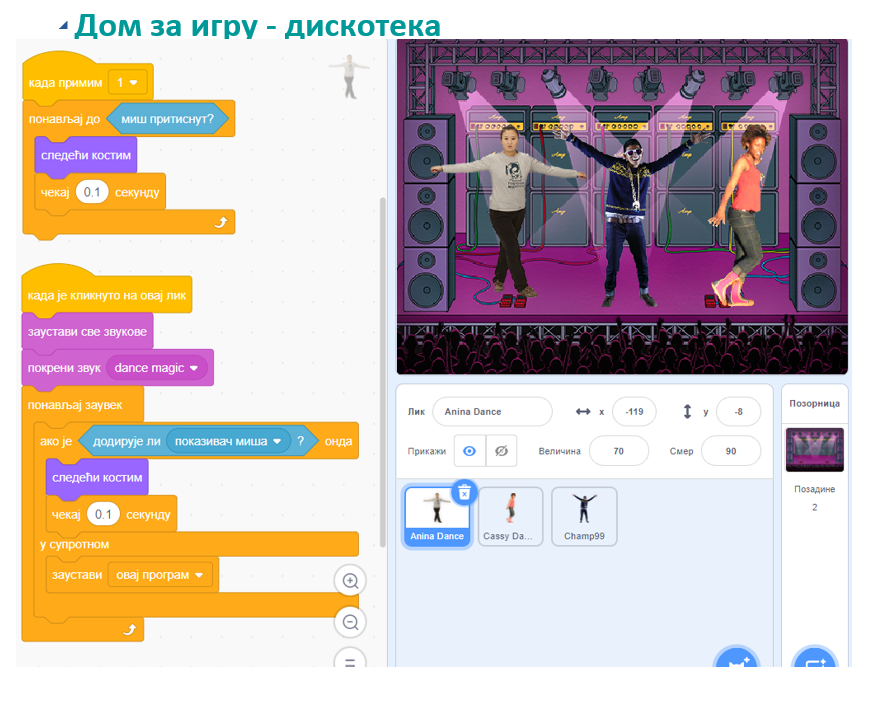 Дом за игру - дискотека
када примим 1
понављај до миш притиснут?
следећи костим
чекај 0.1 секунду
када је кликнуто на овај лик
заустави све звукове
покрени звук dance magic
понављај заувек
ако је додирује ли показивач миша ? онда
следећи костим
чекај 0.1 секунду
у супротном
заустави овај програм
Лик Anina Dance x -119 y -8
Прикажи Величина 70 Смер 90
Anina Dance Cassy Da... Champ99
Позорница
Позадине
2